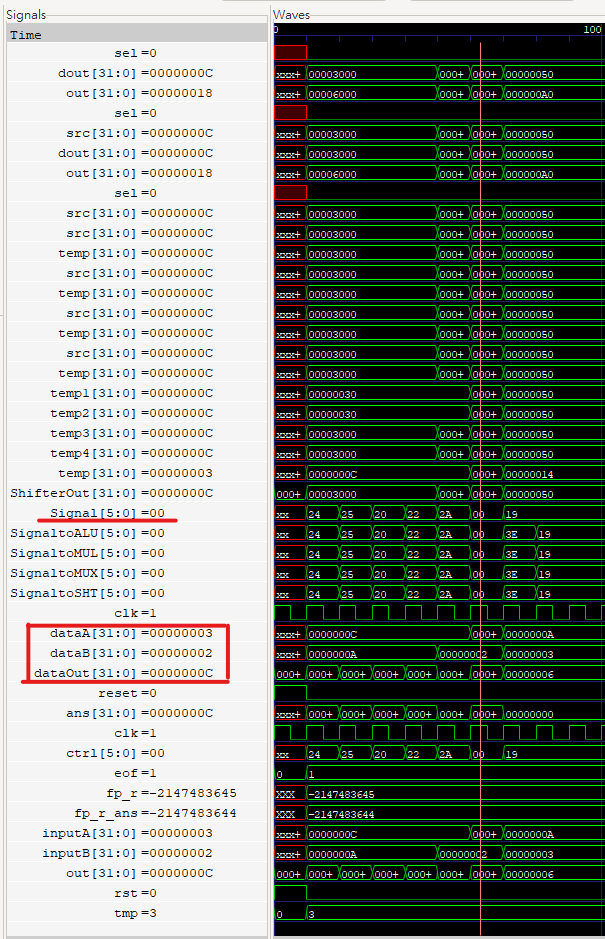 Signals Waves
Time 0 100
sel=0
dout[31:0]=0000000C xxx+ 00003000 000+ 000+ 00000050
out[31:0]=00000018 xxx+ 00006000 000+ 000+ 000000A0
sel=0
src[31:0]=0000000C xxx+ 00003000 000+ 000+ 00000050
dout[31:0]=0000000C xxx+ 00003000 000+ 000+ 00000050
out[31:0]=00000018 xxx+ 00006000 000+ 000+ 000000A0
sel=0
src[31:0]=0000000C xxx+ 00003000 000+ 000+ 00000050
src[31:0]=0000000C xxx+ 00003000 000+ 000+ 00000050
temp[31:0]=0000000C xxx+ 00003000 000+ 000+ 00000050
src[31:0]=0000000C xxx+ 00003000 000+ 000+ 00000050
temp[31:0]=0000000C xxx+ 00003000 000+ 000+ 00000050
src[31:0]=0000000C xxx+ 00003000 000+ 000+ 00000050
temp[31:0]=0000000C xxx+ 00003000 000+ 000+ 00000050
src[31:0]=0000000C xxx+ 00003000 000+ 000+ 00000050
temp[31:0]=0000000C xxx+ 00003000 000+ 000+ 00000050
temp1[31:0]=0000000C xxx+ 00000030 000+ 00000050
temp2[31:0]=0000000C xxx+ 00000030 000+ 00000050
temp3[31:0]=0000000C xxx+ 00003000 000+ 000+ 00000050
temp4[31:0]=0000000C xxx+ 00003000 000+ 000+ 00000050
temp[31:0]=00000003 xxx+ 0000000C 000+ 00000014
ShifterOut[31:0]=0000000C 000+ 00003000 000+ 000+ 00000050
Signal[5:0]=00 xx 24 25 20 22 2A 00 19
SignaltoALU[5:0]=00 xx 24 25 20 22 2A 00 3E 19
SignaltoMUL[5:0]=00 xx 24 25 20 22 2A 00 3E 19
SignaltoMUX[5:0]=00 xx 24 25 20 22 2A 00 3E 19
SignaltoSHT[5:0]=00 xx 24 25 20 22 2A 00 3E 19
clk=1
dataA[31:0]=00000003 xxx+ 0000000C 000+ 0000000A
dataB[31:0]=00000002 xxx+ 0000000A 00000002 00000003
dataOut[31:0]=0000000C 000+ 000+ 000+ 000+ 000+ 000+ 000+ 00000006
reset=0
ans[31:0]=0000000C xxx+ 000+ 000+ 000+ 000+ 000+ 000+ 00000000
clk=1
ctrl[5:0]=00 xx 24 25 20 22 2A 00 19
eof=1 0 1
fp_r=-2147483645 XXX -2147483645
fp_r_ans=-2147483644 XXX -2147483644
inputA[31:0]=00000003 xxx+ 0000000C 000+ 0000000A
inputB[31:0]=00000002 xxx+ 0000000A 00000002 00000003
out[31:0]=0000000C 000+ 000+ 000+ 000+ 000+ 000+ 000+ 00000006
rst=0
tmp=3 0 3